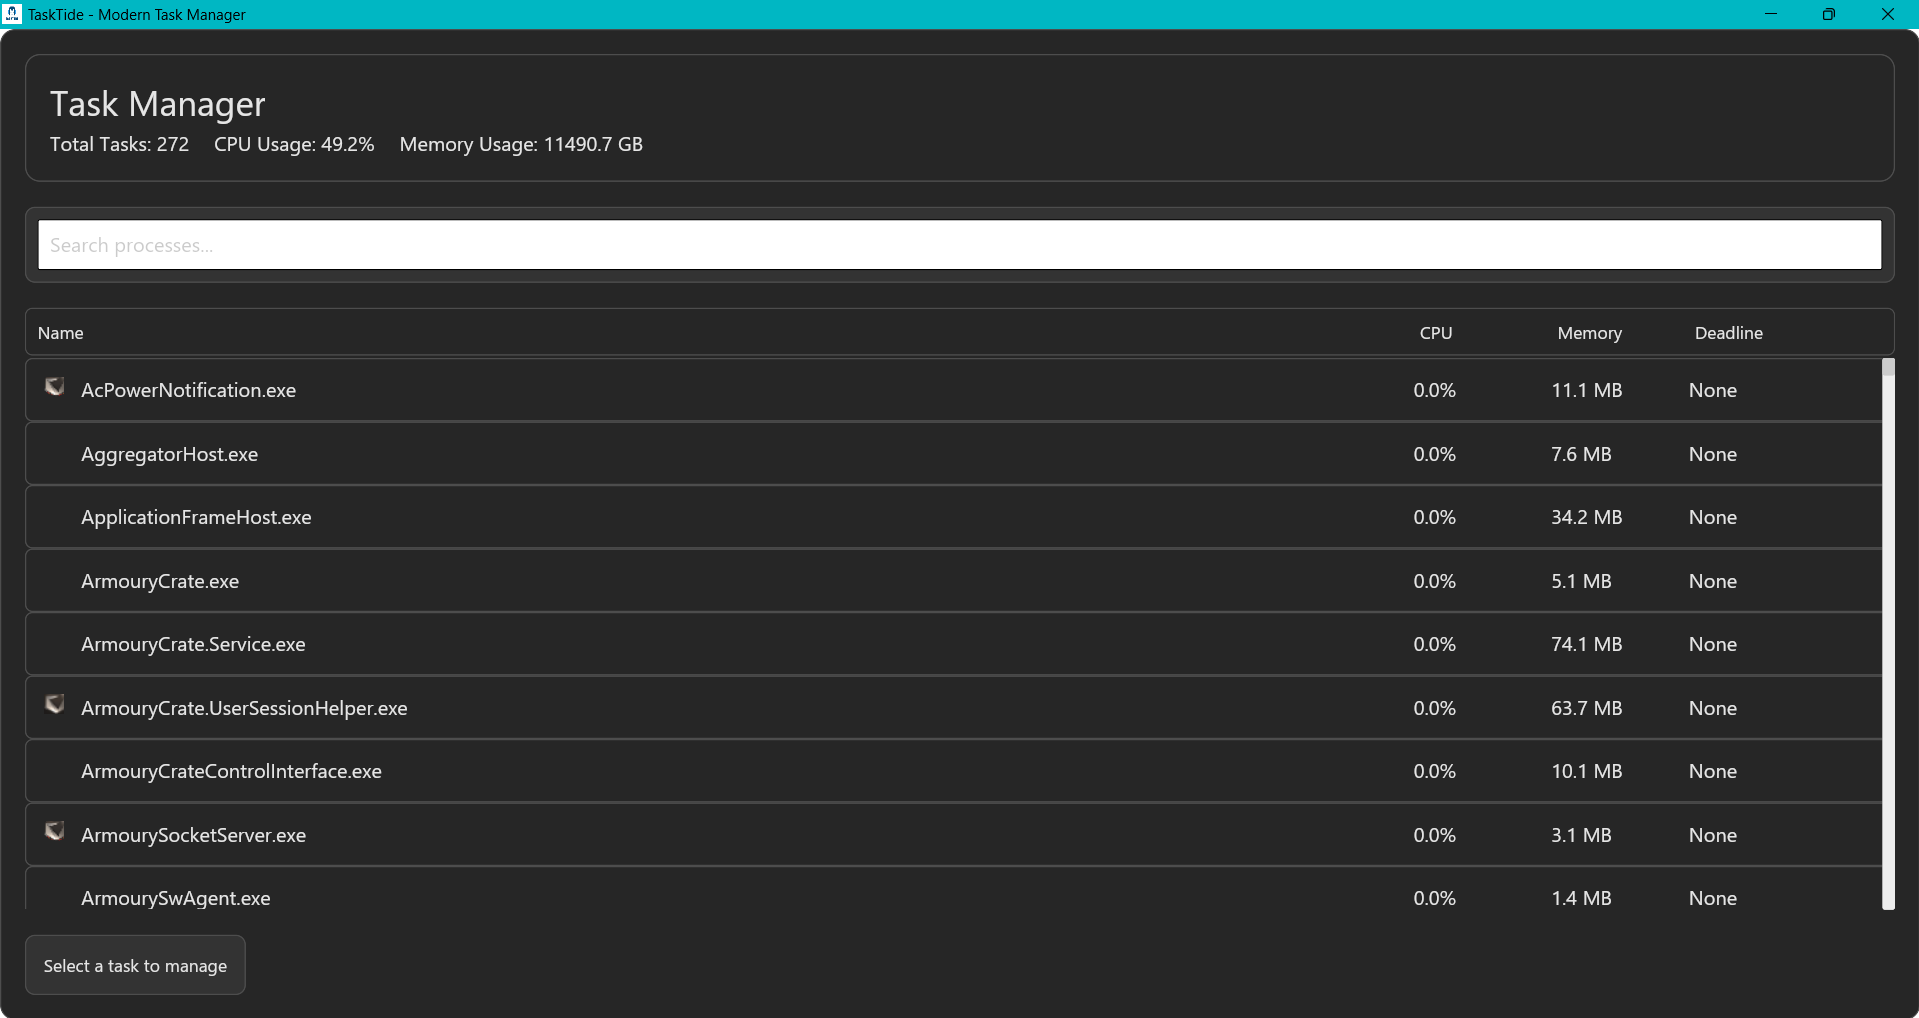 TaskTide - Modern Task Manager
Task Manager
Total Tasks: 272 CPU Usage: 49.2% Memory Usage: 11490.7 GB
Search processes...
Name CPU Memory Deadline
AcPowerNotification.exe 0.0% 11.1 MB None
AggregatorHost.exe 0.0% 7.6 MB None
ApplicationFrameHost.exe 0.0% 34.2 MB None
ArmouryCrate.exe 0.0% 5.1 MB None
ArmouryCrate.Service.exe 0.0% 74.1 MB None
ArmouryCrate.UserSessionHelper.exe 0.0% 63.7 MB None
ArmouryCrateControlInterface.exe 0.0% 10.1 MB None
ArmourySocketServer.exe 0.0% 3.1 MB None
ArmourySwAgent.exe 0.0% 1.4 MB None
Select a task to manage